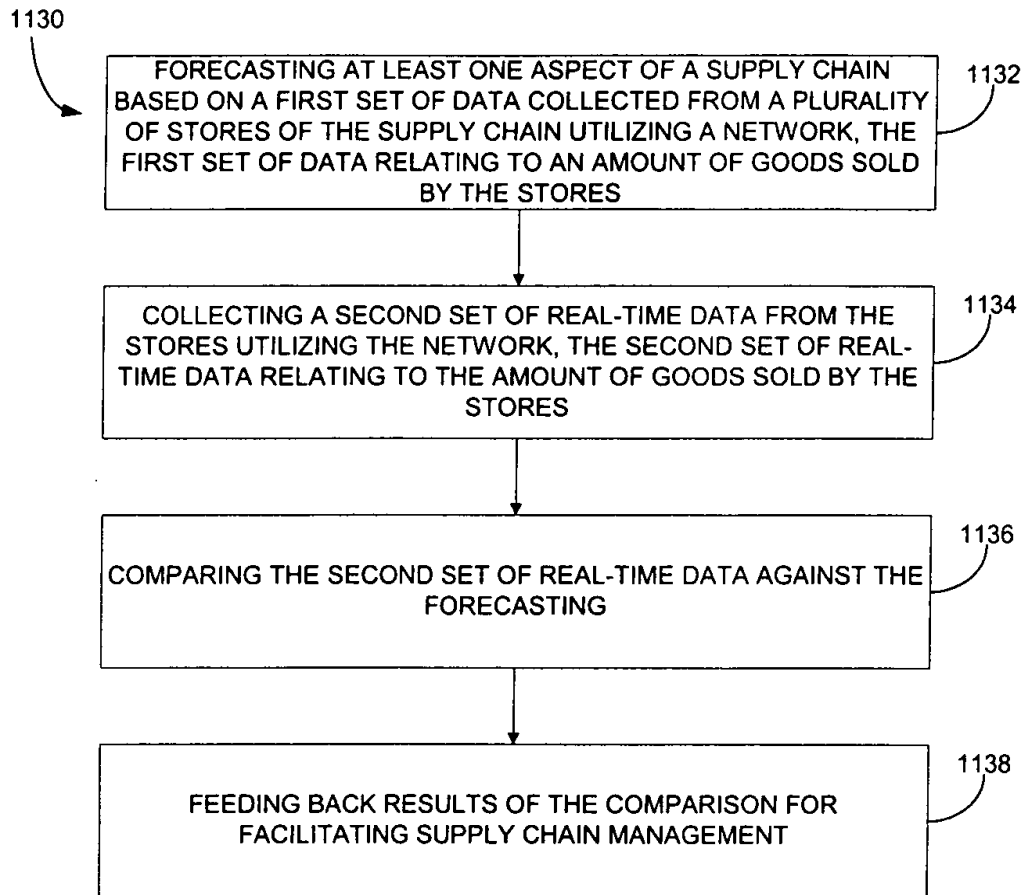 1130
FORECASTING AT LEAST ONE ASPECT OF A SUPPLY CHAIN
BASED ON A FIRST SET OF DATA COLLECTED FROM A PLURALITY
OF STORES OF THE SUPPLY CHAIN UTILIZING A NETWORK, THE
FIRST SET OF DATA RELATING TO AN AMOUNT OF GOODS SOLD
BY THE STORES
1132
COLLECTING A SECOND SET OF REAL-TIME DATA FROM THE
STORES UTILIZING THE NETWORK, THE SECOND SET OF REAL-
TIME DATA RELATING TO THE AMOUNT OF GOODS SOLD BY THE
STORES
1134
COMPARING THE SECOND SET OF REAL-TIME DATA AGAINST THE
FORECASTING
1136
FEEDING BACK RESULTS OF THE COMPARISON FOR
FACILITATING SUPPLY CHAIN MANAGEMENT
1138